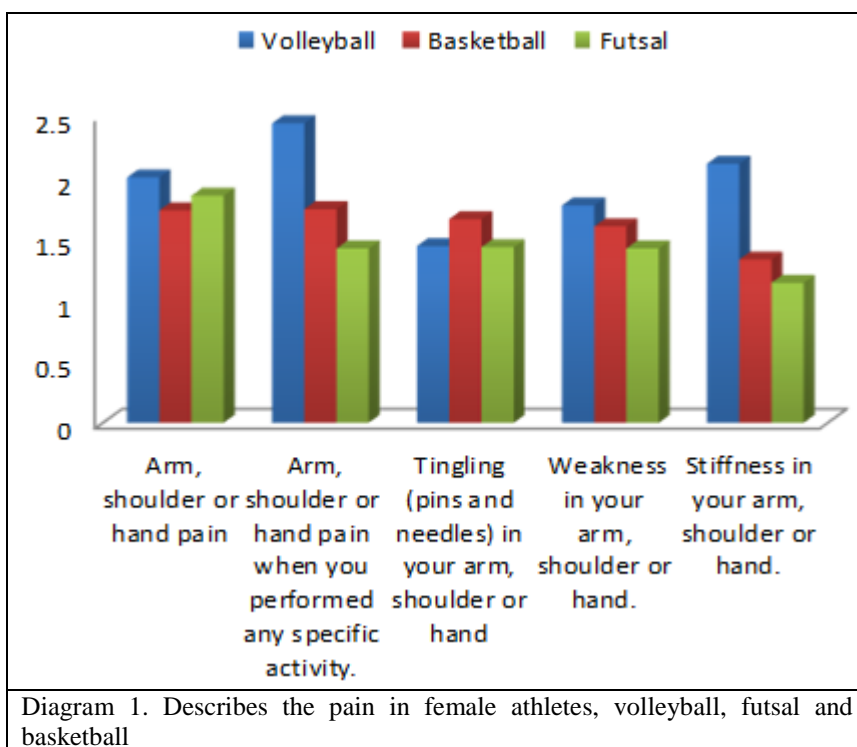 Volleyball Basketball Futsal
2.5
2
1.5
1
0.5
0
Arm,
shoulder or
hand pain
Arm,
shoulder or
hand pain
when you
performed
any specific
activity.
Tingling
(pins and
needles) in
your arm,
shoulder or
hand
Weakness
in your
arm,
shoulder or
hand.
Stiffness in
your arm,
shoulder or
hand.
Diagram 1. Describes the pain in female athletes, volleyball, futsal and
basketball